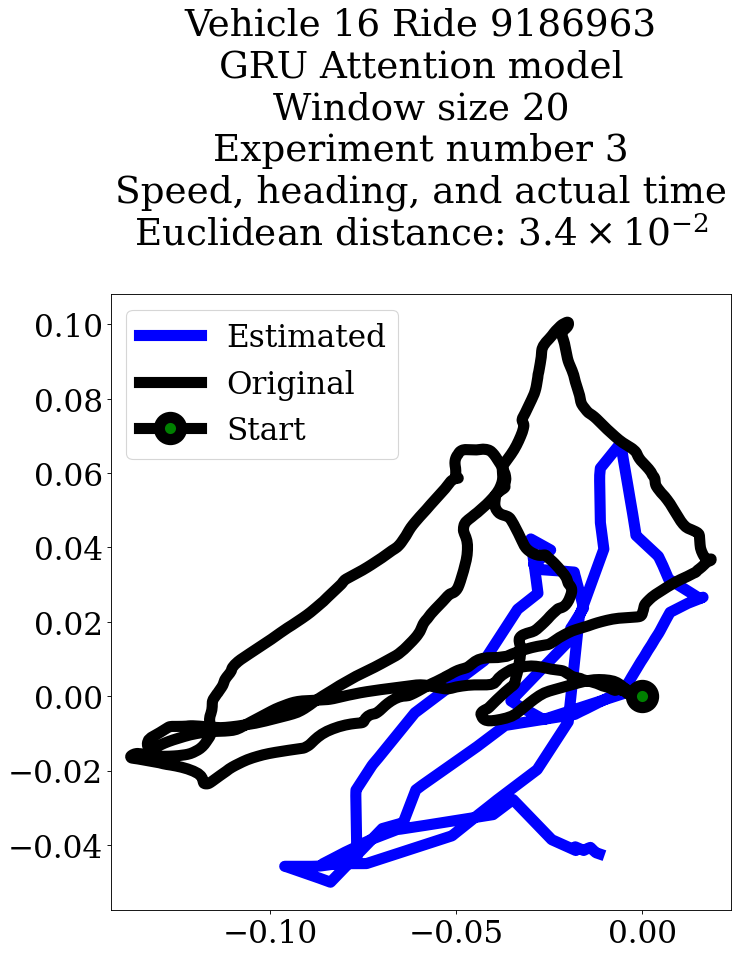 Vehicle 16 Ride 9186963
GRU Attention model
Window size 20
Experiment number 3
Speed, heading, and actual time
Euclidean distance: 3.4 × 10⁻²
Estimated
Original
Start
0.10
0.08
0.06
0.04
0.02
0.00
−0.02
−0.04
−0.10
−0.05
0.00